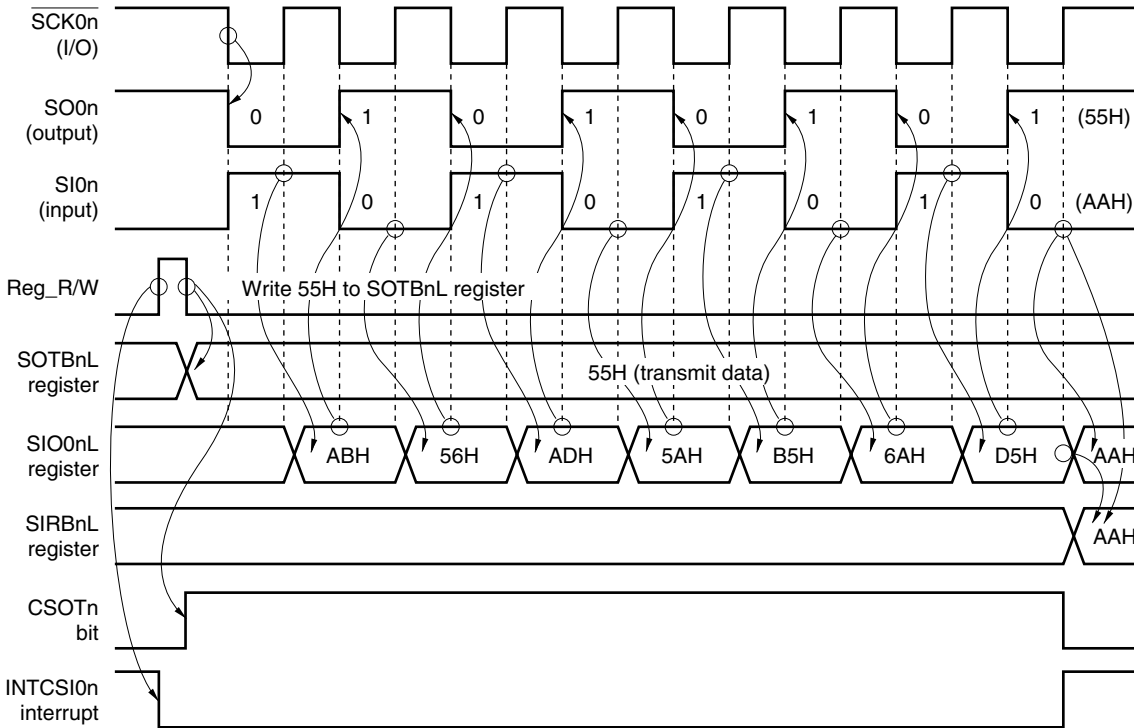 SCK0n
(I/O)
SO0n
(output)
0 1 0 1 0 1 0 1 (55H)
SI0n
(input)
1 0 1 0 1 0 1 0 (AAH)
Reg_R/W
Write 55H to SOTBnL register
SOTBnL
register
55H (transmit data)
SIO0nL
register
ABH 56H ADH 5AH B5H 6AH D5H AAH
SIRBnL
register
AAH
CSOTn
bit
INTCSI0n
interrupt